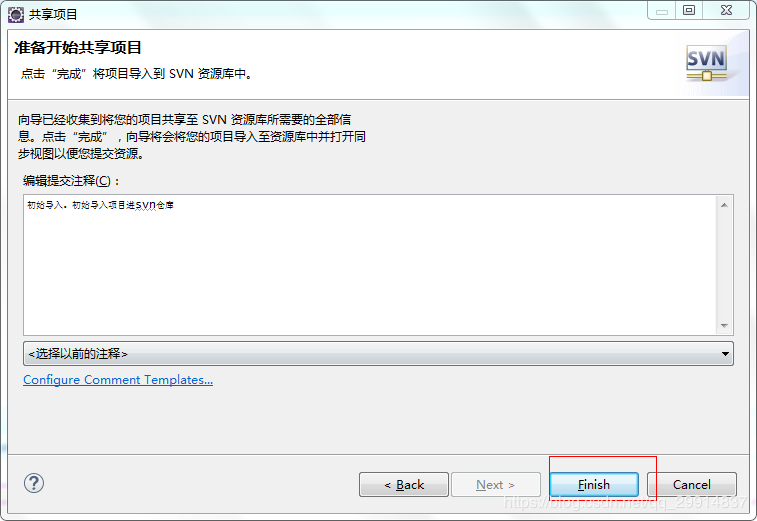 共享项目
准备开始共享项目
点击“完成”将项目导入到 SVN 资源库中。
SVN
向导已经收集到将您的项目共享至 SVN 资源库所需要的全部信
息。点击“完成”，向导将会将您的项目导入至资源库中并打开同
步视图以便您提交资源。
编辑提交注释(C)：
初始导入。初始导入项目进svn仓库
<选择以前的注释>
Configure Comment Templates...
?
< Back
Next >
Finish
Cancel
https://blog.csdn.net/qq_29914837